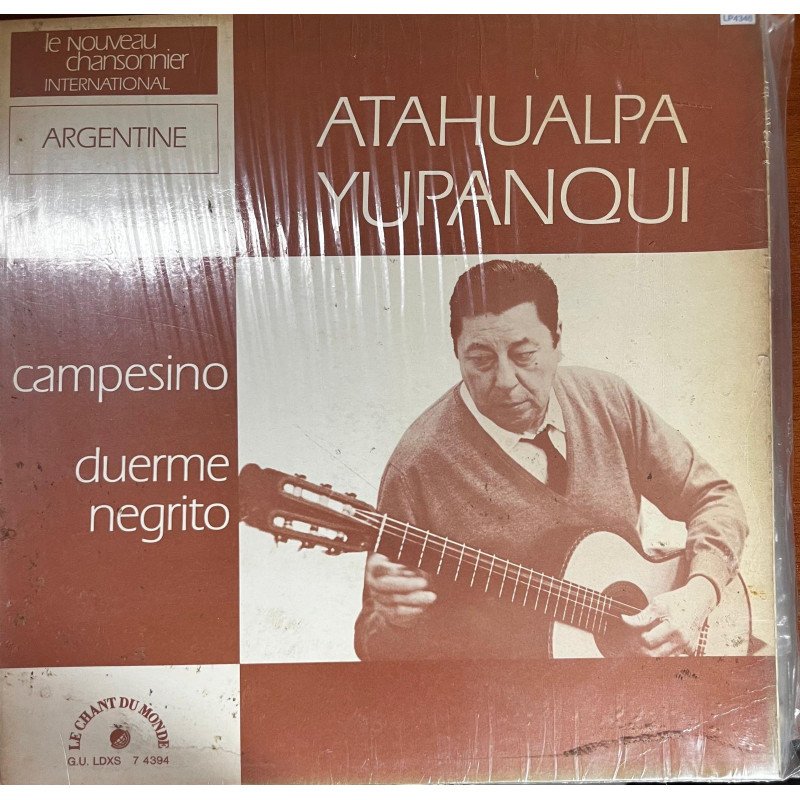 LP4346
le NOUVEAU
chansonnier
INTERNATIONAL
ARGENTINE
ATAHUALPA
YUPANQUI
campesino
duerme
negrito
LE CHANT DU MONDE
G.U. LDXS 7 4394